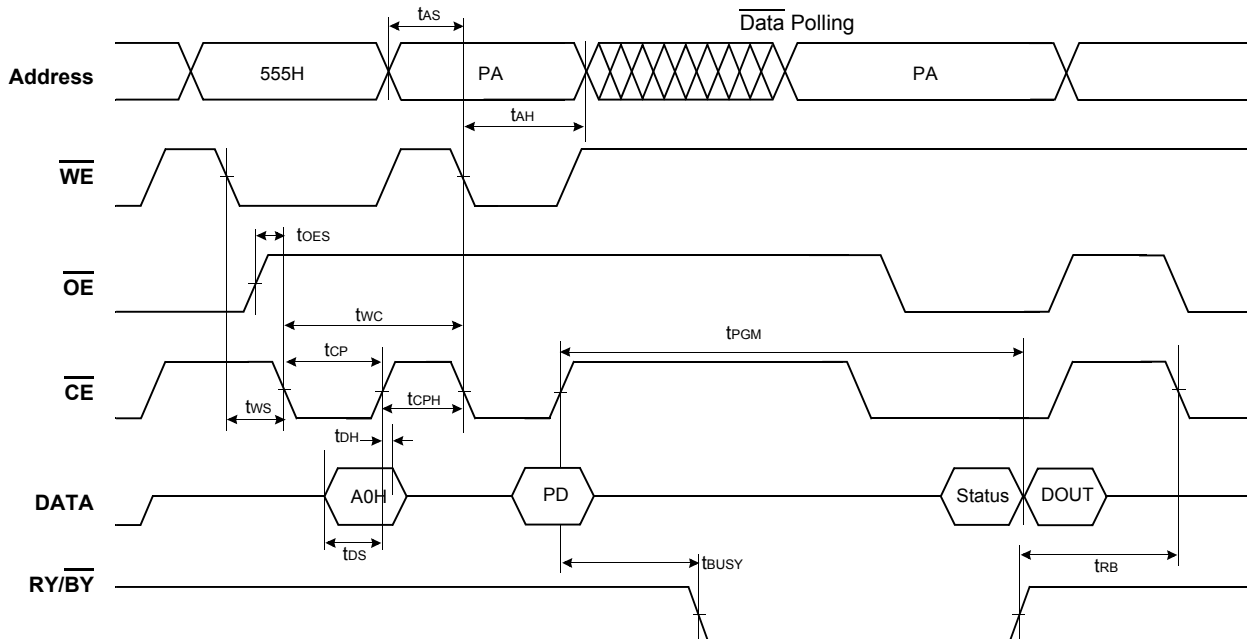 tAS
Data Polling
Address
555H
PA
PA
tAH
WE
tOES
OE
tWC
tPGM
tCP
CE
tCPH
tWS
tDH
DATA
A0H
PD
Status
DOUT
tDS
tBUSY
tRB
RY/BY